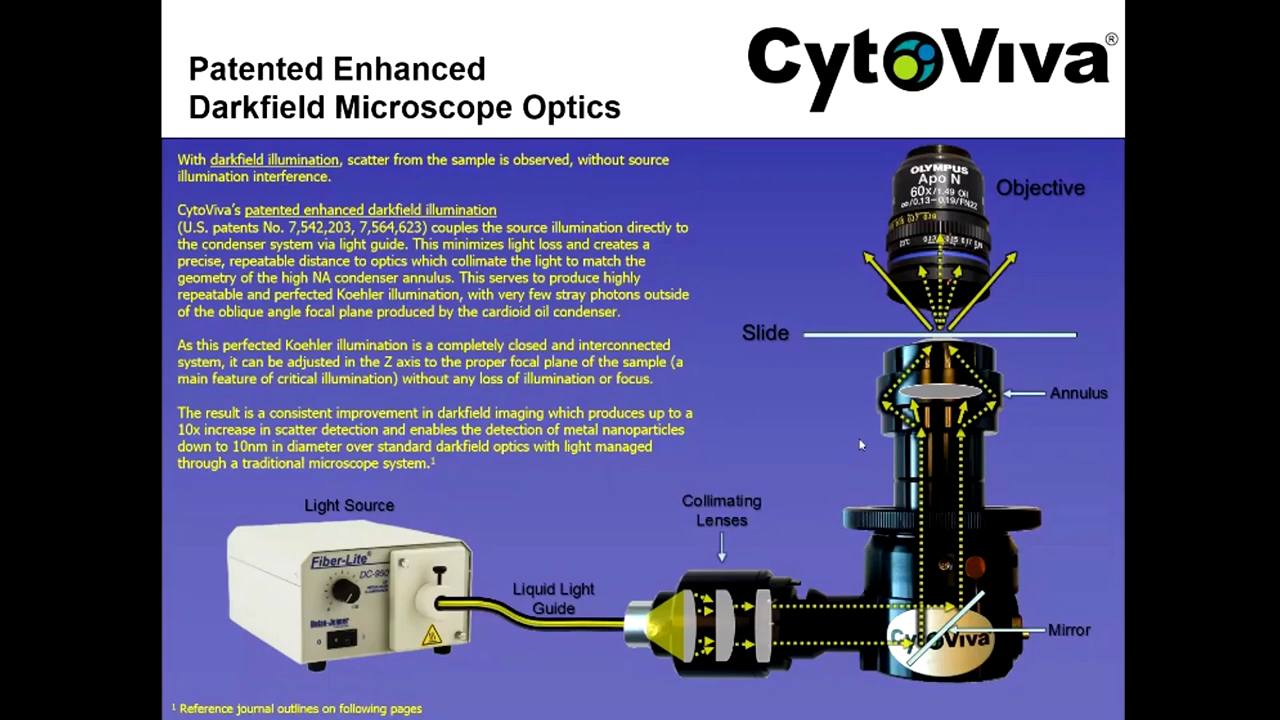 Patented Enhanced
Darkfield Microscope Optics
CytoViva®
With darkfield illumination, scatter from the sample is observed, without source
illumination interference.
CytoViva's patented enhanced darkfield illumination
(U.S. patents No. 7,542,203, 7,564,623) couples the source illumination directly to
the condenser system via light guide. This minimizes light loss and creates a
precise, repeatable distance to optics which collimate the light to match the
geometry of the high NA condenser annulus. This serves to produce highly
repeatable and perfected Koehler illumination, with very few stray photons outside
of the oblique angle focal plane produced by the cardioid oil condenser.
As this perfected Koehler illumination is a completely closed and interconnected
system, it can be adjusted in the Z axis to the proper focal plane of the sample (a
main feature of critical illumination) without any loss of illumination or focus.
The result is a consistent improvement in darkfield imaging which produces up to a
10x increase in scatter detection and enables the detection of metal nanoparticles
down to 10nm in diameter over standard darkfield optics with light managed
through a traditional microscope system.¹
OLYMPUS
Apo N
60x/1.49 Oil
∞/0.13-0.19/FN22
Objective
Slide
Annulus
Light Source
Collimating
Lenses
Fiber-Lite®
DC-950
Liquid Light
Guide
CytoViva
Mirror
¹ Reference journal outlines on following pages